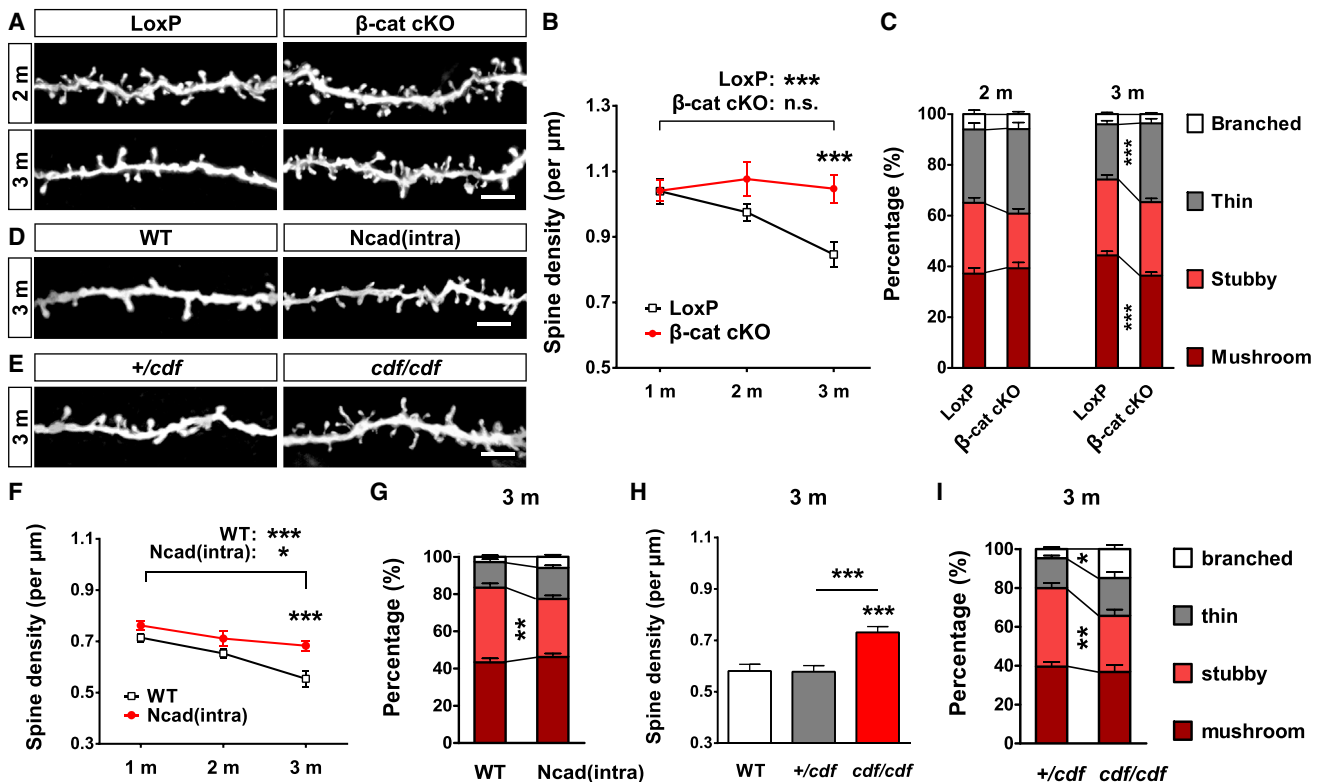 A
LoxP
β-cat cKO
2 m
3 m
B
LoxP: ***
β-cat cKO: n.s.
Spine density (per μm)
1.3
1.1
0.9
0.7
0.5
***
LoxP
β-cat cKO
1 m
2 m
3 m
C
2 m
3 m
Percentage (%)
100
80
60
40
20
0
***
***
LoxP
β-cat cKO
LoxP
β-cat cKO
Branched
Thin
Stubby
Mushroom
D
WT
Ncad(intra)
3 m
E
+/cdf
cdf/cdf
3 m
F
WT: ***
Ncad(intra): *
Spine density (per μm)
1.1
0.9
0.7
0.5
0.3
***
WT
Ncad(intra)
1 m
2 m
3 m
G
3 m
Percentage (%)
100
80
60
40
20
0
**
WT
Ncad(intra)
H
3 m
Spine density (per μm)
1.1
0.9
0.7
0.5
0.3
***
***
WT
+/cdf
cdf/cdf
I
3 m
Percentage (%)
100
80
60
40
20
0
*
**
+/cdf
cdf/cdf
branched
thin
stubby
mushroom